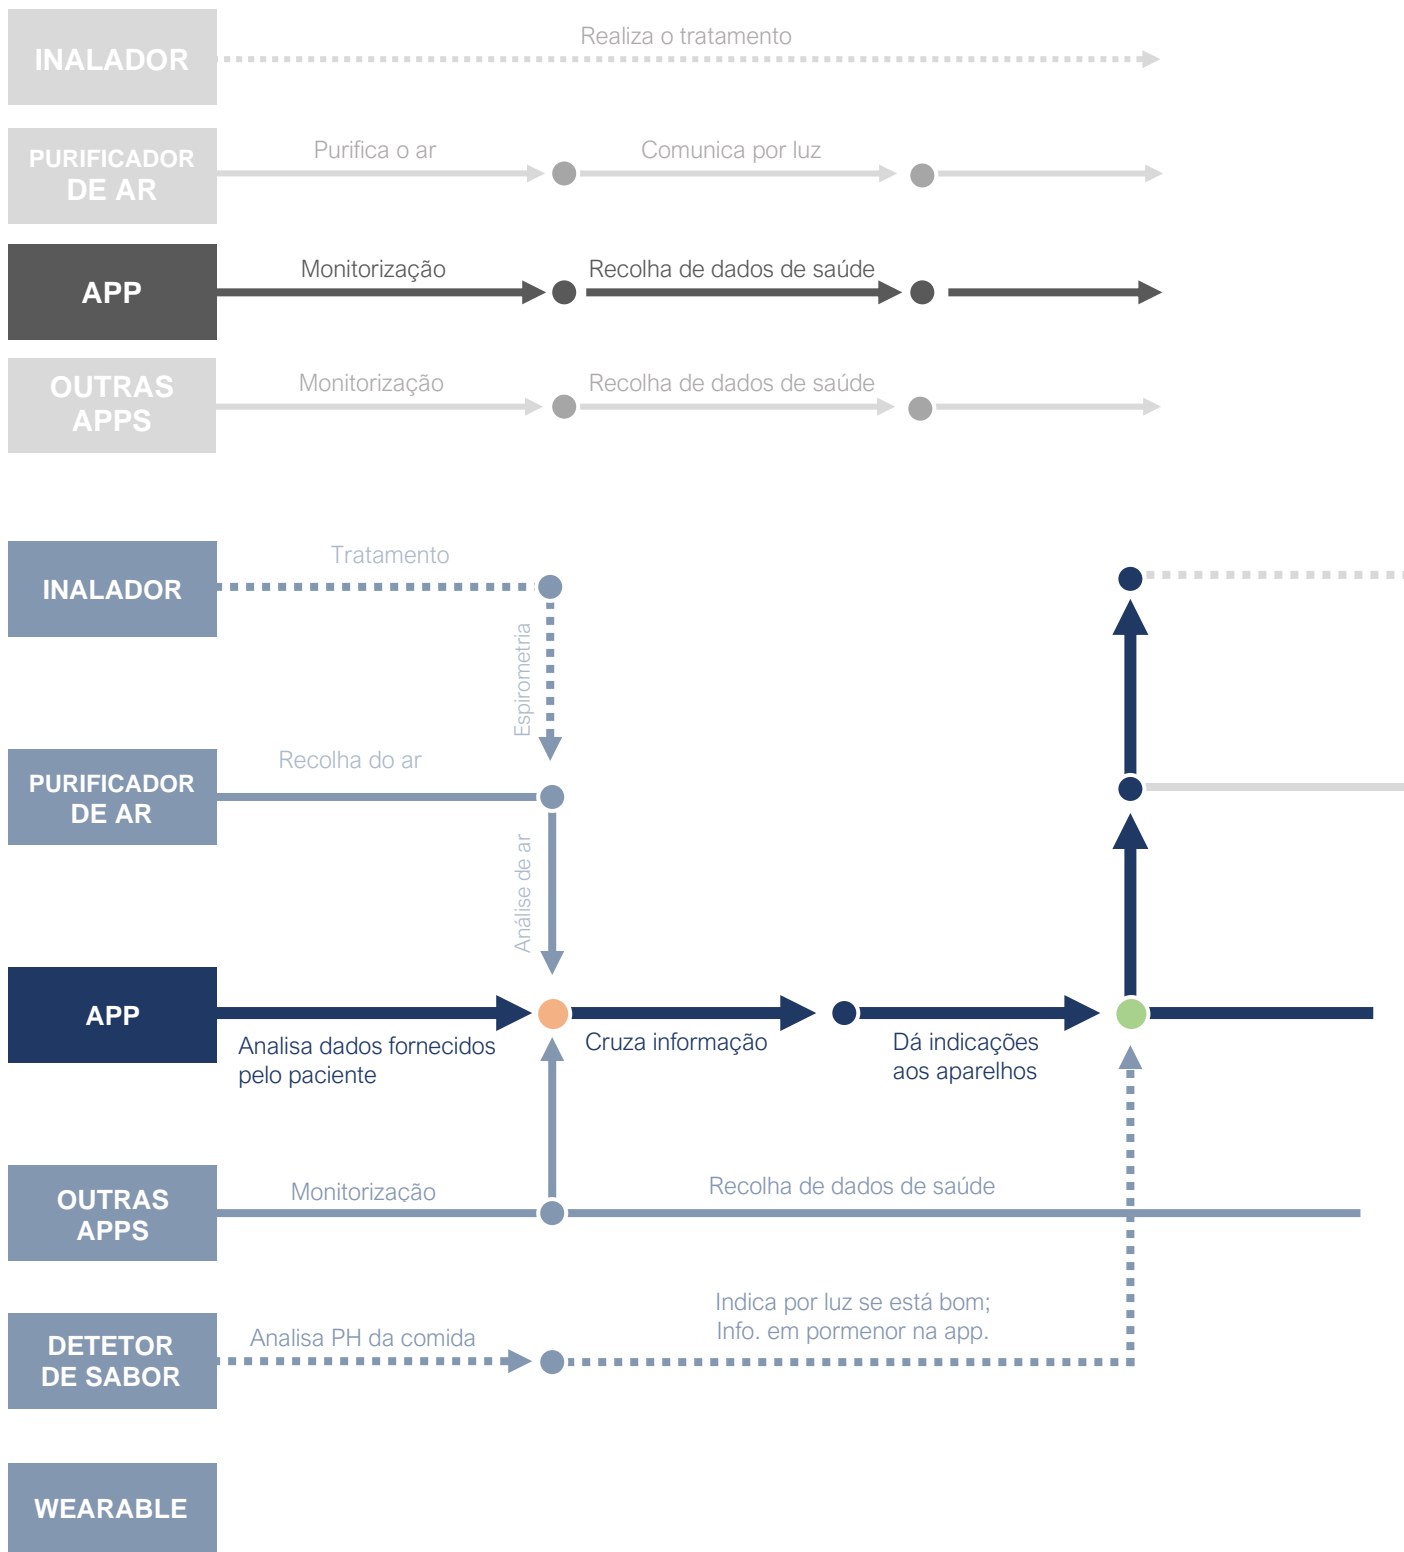 INALADOR
Realiza o tratamento
PURIFICADOR
DE AR
Purifica o ar
Comunica por luz
APP
Monitorização
Recolha de dados de saúde
OUTRAS
APPS
Monitorização
Recolha de dados de saúde
INALADOR
Tratamento
Espirometria
PURIFICADOR
DE AR
Recolha do ar
Análise de ar
APP
Analisa dados fornecidos
pelo paciente
Cruza informação
Dá indicações
aos aparelhos
OUTRAS
APPS
Monitorização
Recolha de dados de saúde
DETETOR
DE SABOR
Analisa PH da comida
Indica por luz se está bom;
Info. em pormenor na app.
WEARABLE